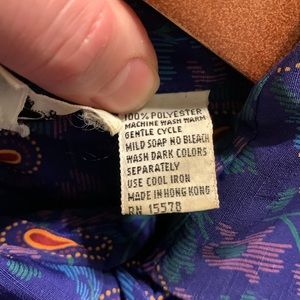 100% POLYESTER
MACHINE WASH WARM
GENTLE CYCLE
MILD SOAP NO BLEACH
WASH DARK COLORS
SEPARATELY
USE COOL IRON
MADE IN HONG KONG
RN 15578